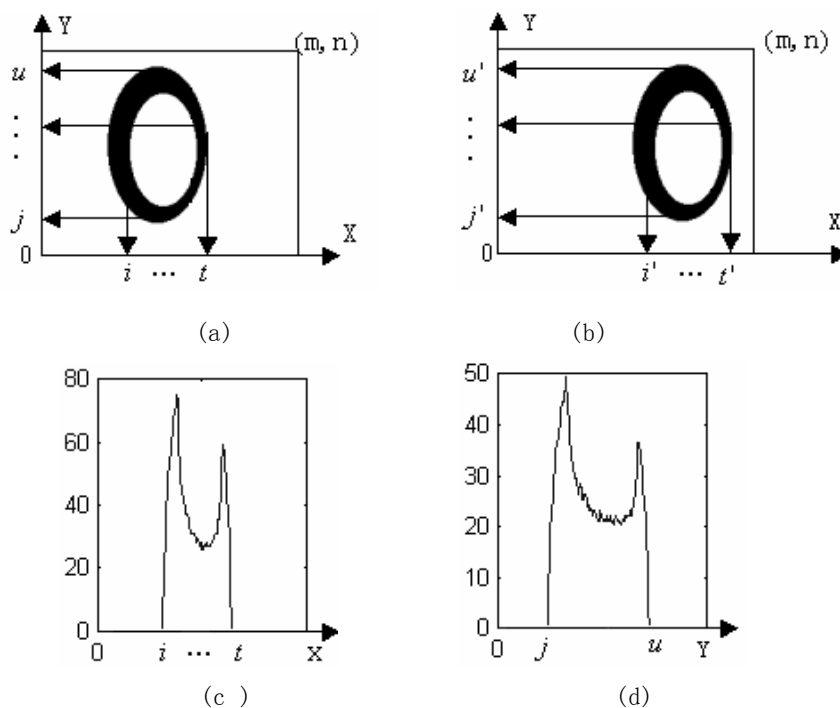 Y
(m, n)
u
⋮
j
0
X
i ⋯ t
(a)
Y
(m, n)
u'
⋮
j'
0
X
i' ⋯ t'
(b)
80
60
40
20
0
0 i ⋯ t X
(c )
50
40
30
20
10
0
0 j u Y
(d)